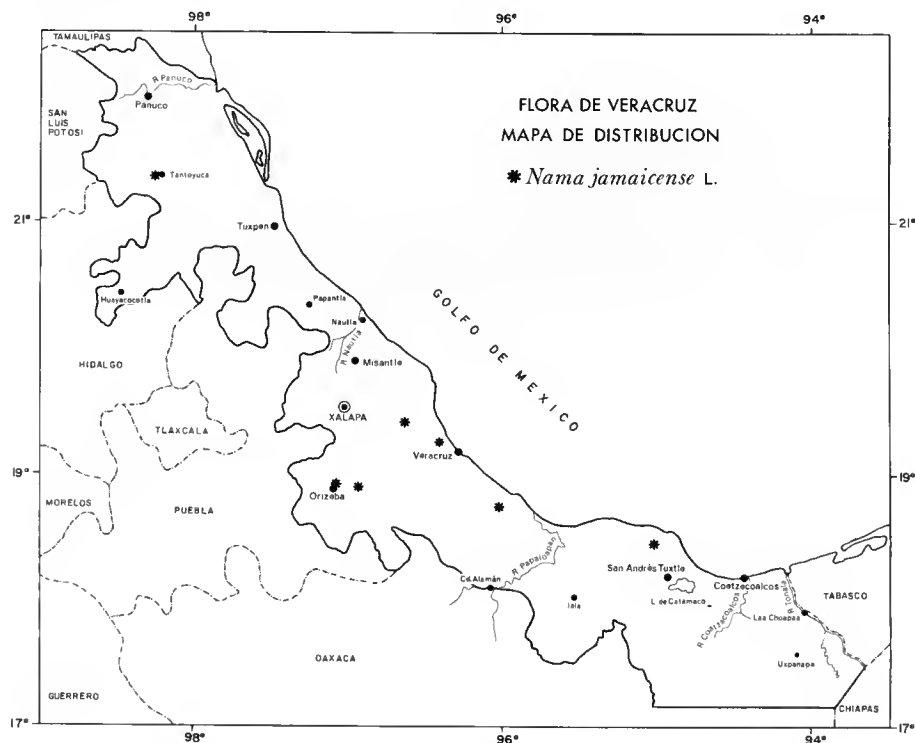 98°
96°
94°
TAMAULIPAS
R Panuco
Panuco
SAN
LUIS
POTOSI
FLORA DE VERACRUZ
MAPA DE DISTRIBUCION
Nama jamaicense L.
Tantoyuca
21°
21°
Tuxpan
Huayacocotla
Papantla
Nautla
R Nautla
GOLFO DE MEXICO
HIDALGO
Misantla
XALAPA
TLAXCALA
Veracruz
19°
19°
MORELOS
PUEBLA
Orizaba
R Papaloapan
San Andrés Tuxtla
Coatzacoalcos
Cd. Alemán
Isla
L. de Catemaco
R Coatzacoalcos
R Tonala
Las Choapas
TABASCO
OAXACA
Uxpanapa
GUERRERO
CHIAPAS
17°
17°
98°
96°
94°